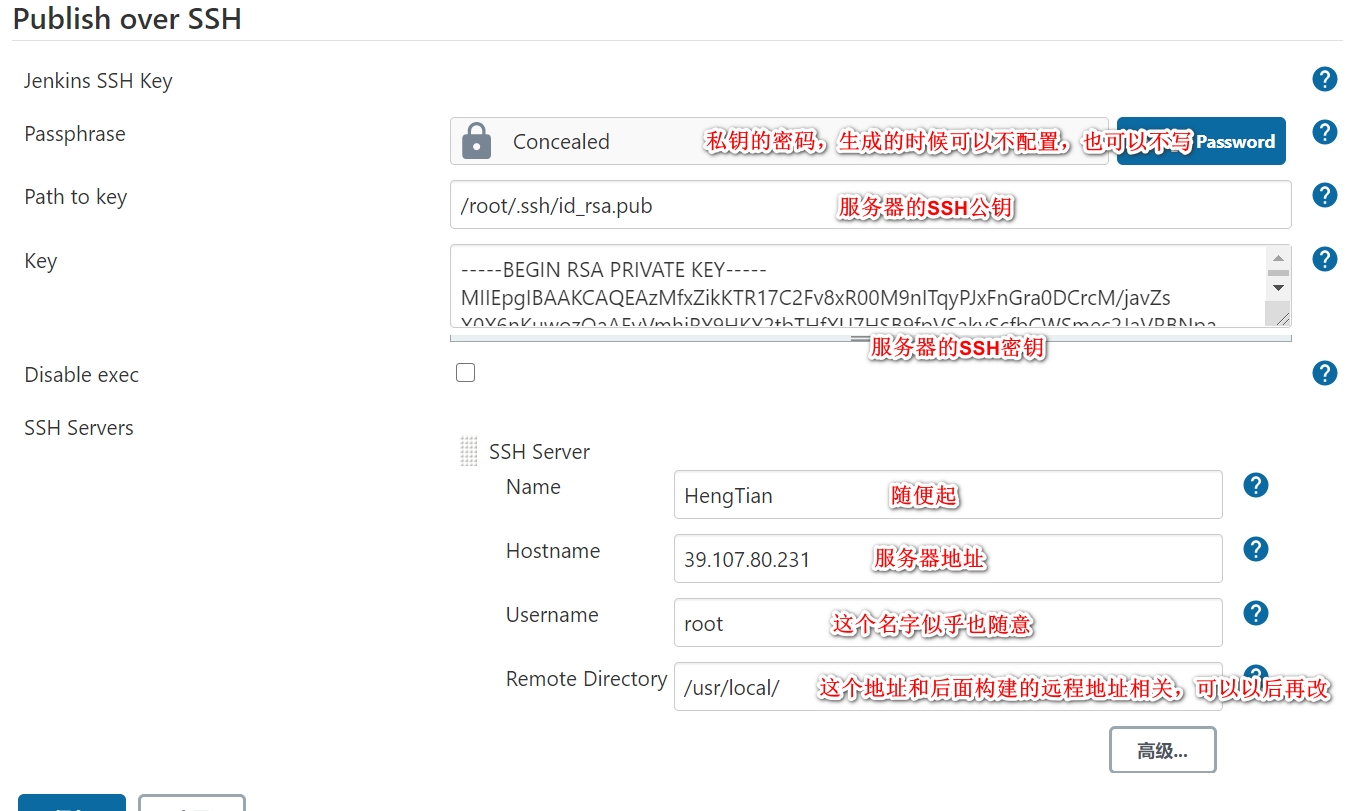 Publish over SSH
Jenkins SSH Key
Passphrase
Concealed
私钥的密码，生成的时候可以不配置，也可以不写
Password
Path to key
/root/.ssh/id_rsa.pub
服务器的SSH公钥
Key
-----BEGIN RSA PRIVATE KEY-----
MIIEpgIBAAKCAQEAzMfxZikKTR17C2Fv8xR00M9nITqyPJxFnGra0DCrcM/javZs
服务器的SSH密钥
Disable exec
SSH Servers
SSH Server
Name
HengTian
随便起
Hostname
39.107.80.231
服务器地址
Username
root
这个名字似乎也随意
Remote Directory
/usr/local/
这个地址和后面构建的远程地址相关，可以以后再改
高级...